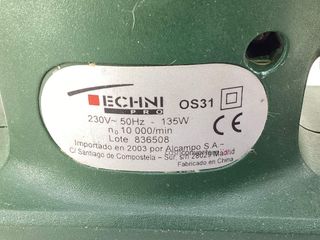 TECHNI
PRO
OS31
230V~ 50Hz - 135W
n₀ 10 000/min
Lote 836508
CE
Importado en 2003 por Alcampo S.A -
C/ Santiago de Compostela - Sur, s/n 28029 Madrid
Fabricado en China